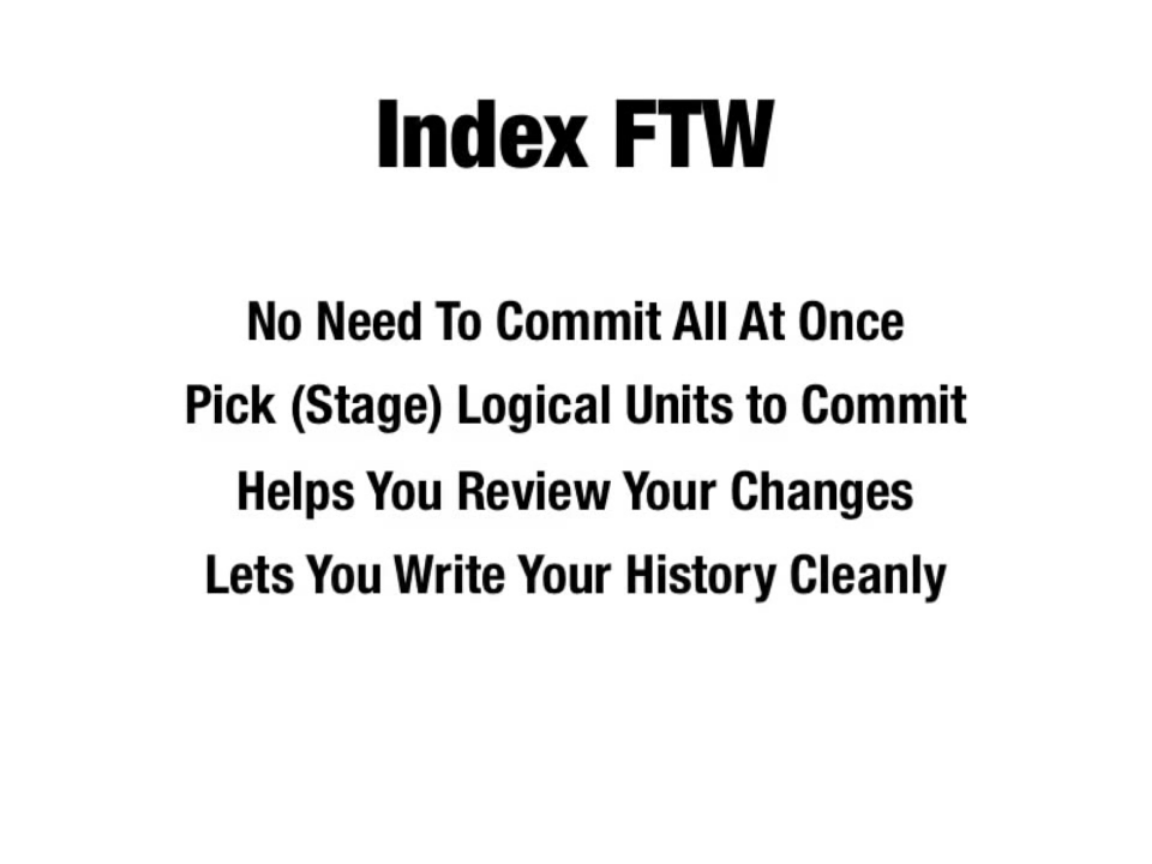 Index FTW
No Need To Commit All At Once
Pick (Stage) Logical Units to Commit
Helps You Review Your Changes
Lets You Write Your History Cleanly